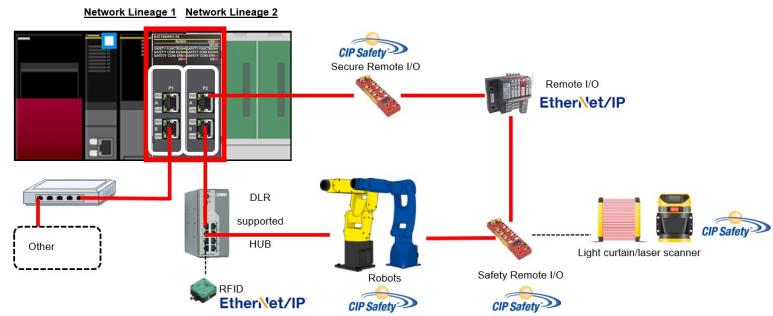 Network Lineage 1
Network Lineage 2
P1
P2
A
A
B
B
CIP Safety
Secure Remote I/O
Remote I/O
EtherNet/IP
Other
DLR
supported
HUB
RFID
EtherNet/IP
Robots
CIP Safety
Safety Remote I/O
CIP Safety
Light curtain/laser scanner
CIP Safety